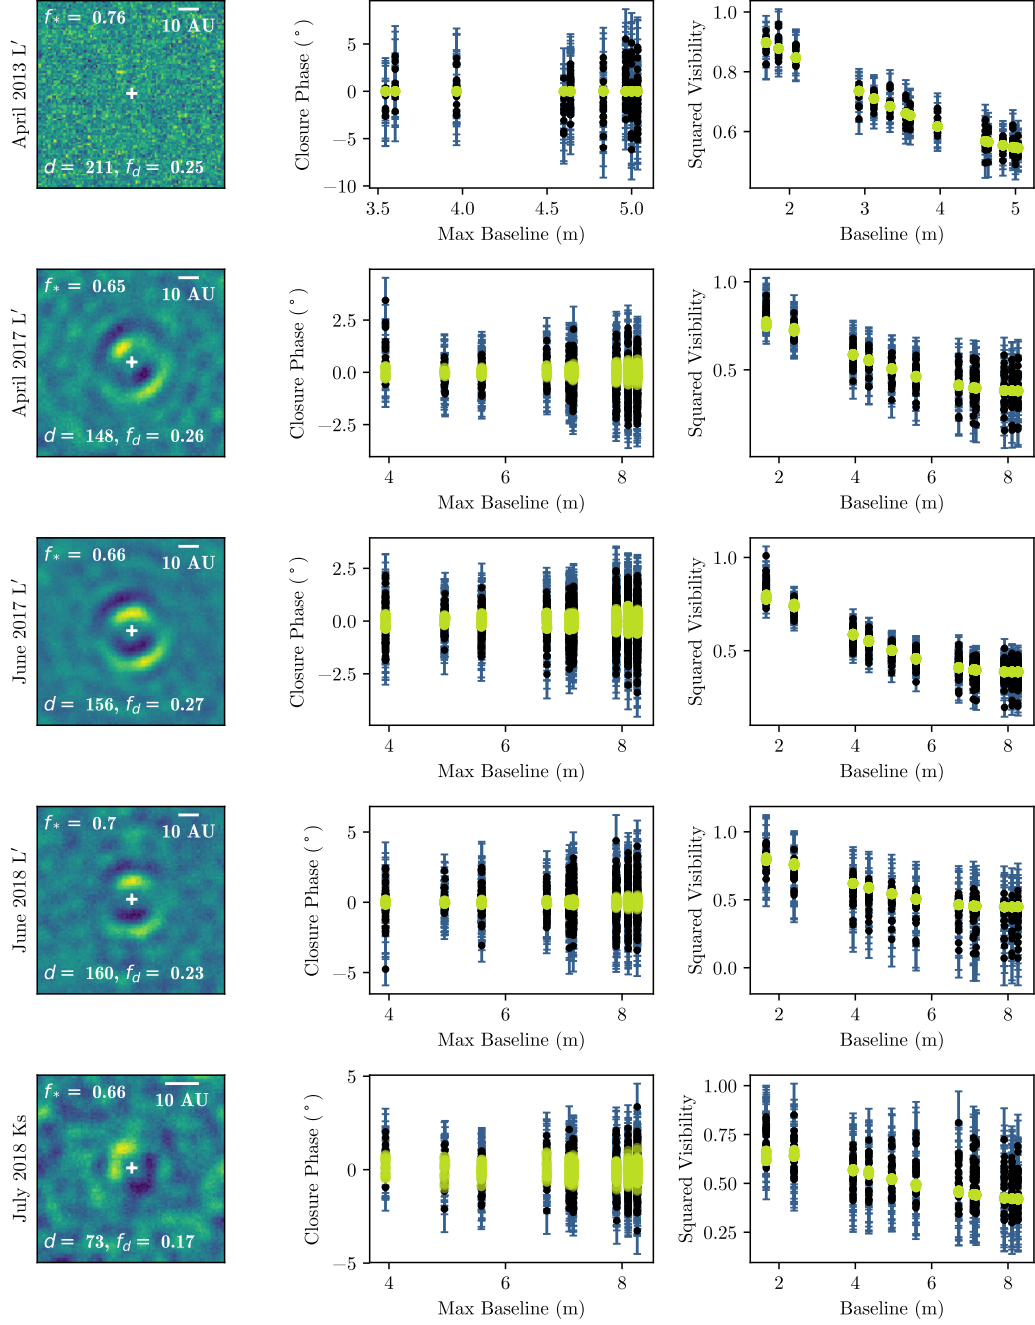 April 2013 L′
f* = 0.76
10 AU
d = 211, f_d = 0.25
Closure Phase (°)
5
0
−5
−10
3.5 4.0 4.5 5.0
Max Baseline (m)
Squared Visibility
1.0
0.8
0.6
2 3 4 5
Baseline (m)
April 2017 L′
f* = 0.65
10 AU
d = 148, f_d = 0.26
Closure Phase (°)
2.5
0.0
−2.5
4 6 8
Max Baseline (m)
Squared Visibility
1.0
0.5
2 4 6 8
Baseline (m)
June 2017 L′
f* = 0.66
10 AU
d = 156, f_d = 0.27
Closure Phase (°)
2.5
0.0
−2.5
4 6 8
Max Baseline (m)
Squared Visibility
1.0
0.5
2 4 6 8
Baseline (m)
June 2018 L′
f* = 0.7
10 AU
d = 160, f_d = 0.23
Closure Phase (°)
5
0
−5
4 6 8
Max Baseline (m)
Squared Visibility
1.0
0.5
0.0
2 4 6 8
Baseline (m)
July 2018 Ks
f* = 0.66
10 AU
d = 73, f_d = 0.17
Closure Phase (°)
5
0
−5
4 6 8
Max Baseline (m)
Squared Visibility
1.00
0.75
0.50
0.25
2 4 6 8
Baseline (m)